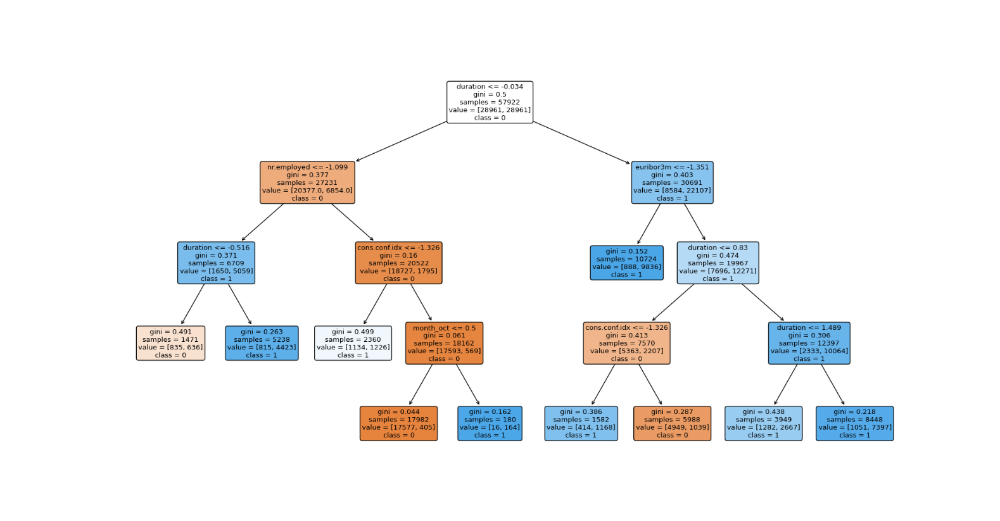 duration <= -0.034
gini = 0.5
samples = 57922
value = [28961, 28961]
class = 0
nr.employed <= -1.099
gini = 0.377
samples = 27231
value = [20377.0, 6854.0]
class = 0
euribor3m <= -1.351
gini = 0.403
samples = 30691
value = [8584, 22107]
class = 1
duration <= -0.516
gini = 0.371
samples = 6709
value = [1650, 5059]
class = 1
cons.conf.idx <= -1.326
gini = 0.16
samples = 20522
value = [18727, 1795]
class = 0
gini = 0.152
samples = 10724
value = [888, 9836]
class = 1
duration <= 0.83
gini = 0.474
samples = 19967
value = [7696, 12271]
class = 1
gini = 0.491
samples = 1471
value = [835, 636]
class = 0
gini = 0.263
samples = 5238
value = [815, 4423]
class = 1
gini = 0.499
samples = 2360
value = [1134, 1226]
class = 1
month_oct <= 0.5
gini = 0.061
samples = 18162
value = [17593, 569]
class = 0
cons.conf.idx <= -1.326
gini = 0.413
samples = 7570
value = [5363, 2207]
class = 0
duration <= 1.489
gini = 0.306
samples = 12397
value = [2333, 10064]
class = 1
gini = 0.044
samples = 17982
value = [17577, 405]
class = 0
gini = 0.162
samples = 180
value = [16, 164]
class = 1
gini = 0.386
samples = 1582
value = [414, 1168]
class = 1
gini = 0.287
samples = 5988
value = [4949, 1039]
class = 0
gini = 0.438
samples = 3949
value = [1282, 2667]
class = 1
gini = 0.218
samples = 8448
value = [1051, 7397]
class = 1